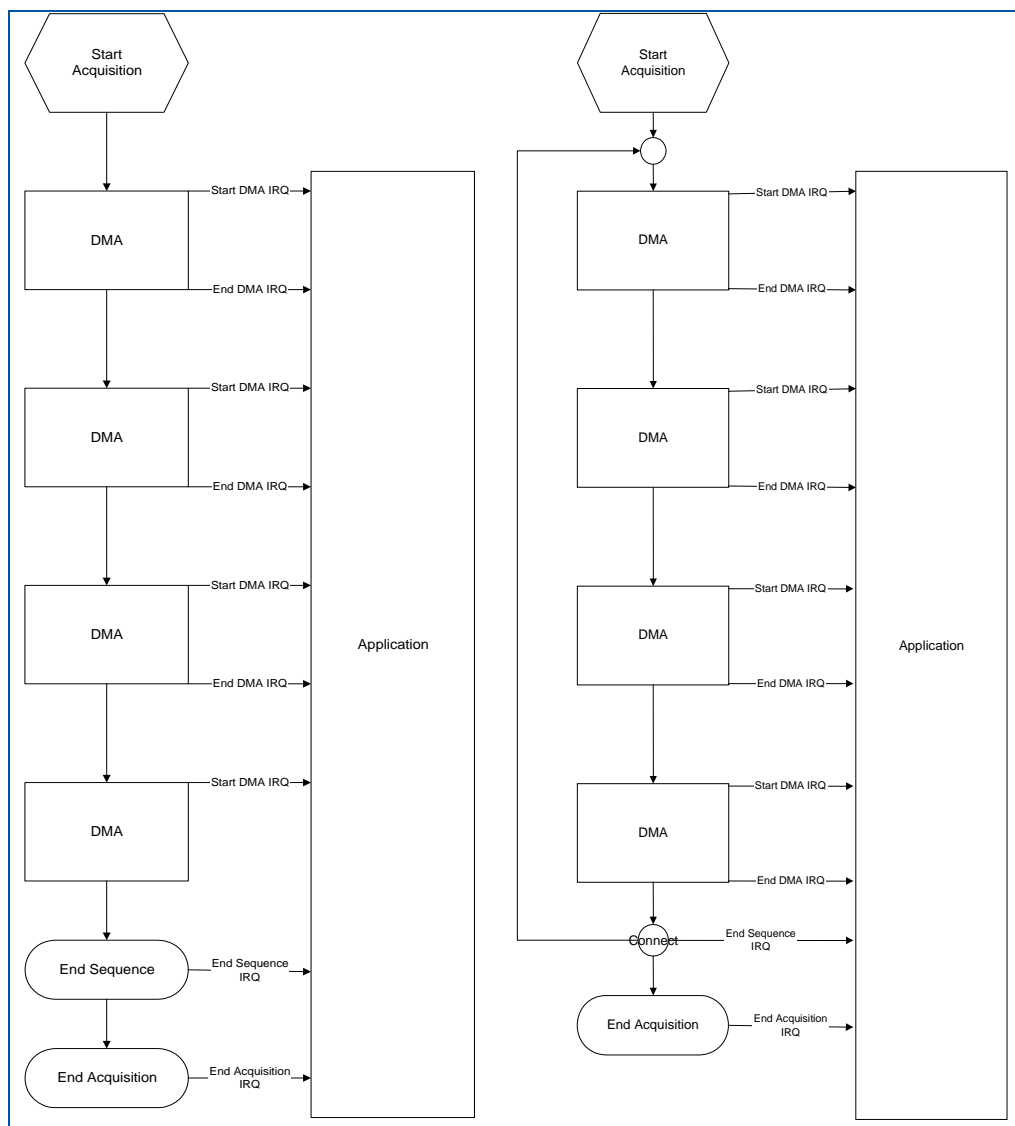 Start
Acquisition
Start DMA IRQ
DMA
End DMA IRQ
Start DMA IRQ
DMA
End DMA IRQ
Start DMA IRQ
DMA
End DMA IRQ
Application
Start DMA IRQ
DMA
End Sequence
End Sequence
IRQ
End Acquisition
End Acquisition
IRQ
Start
Acquisition
Start DMA IRQ
DMA
End DMA IRQ
Start DMA IRQ
DMA
End DMA IRQ
Start DMA IRQ
DMA
End DMA IRQ
Application
Start DMA IRQ
DMA
End DMA IRQ
Connect
End Sequence
IRQ
End Acquisition
End Acquisition
IRQ